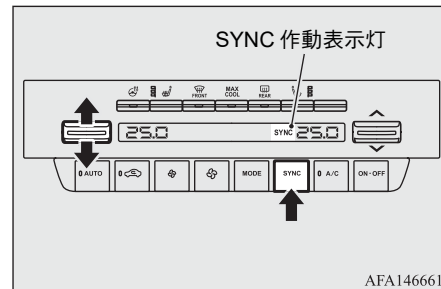 SYNC 作動表示灯
FRONT MAX COOL REAR
25.0 SYNC 25.0
AUTO MODE SYNC A/C ON·OFF
AFA146661